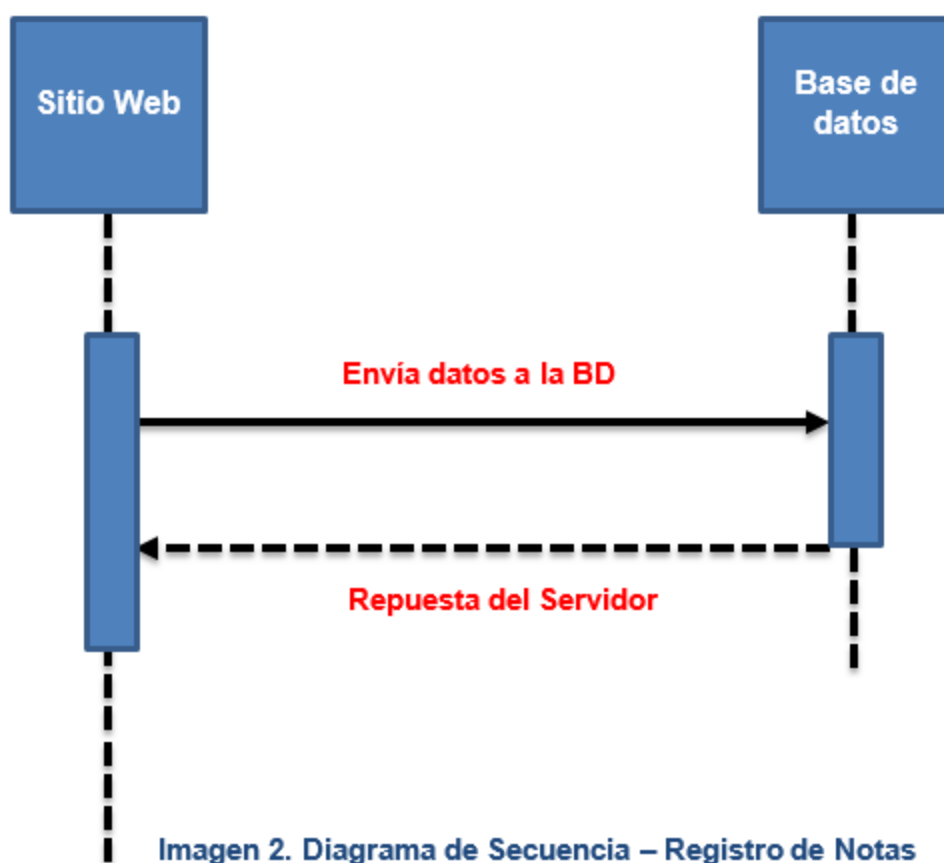 Sitio Web
Base de
datos
Envía datos a la BD
Repuesta del Servidor
Imagen 2. Diagrama de Secuencia – Registro de Notas